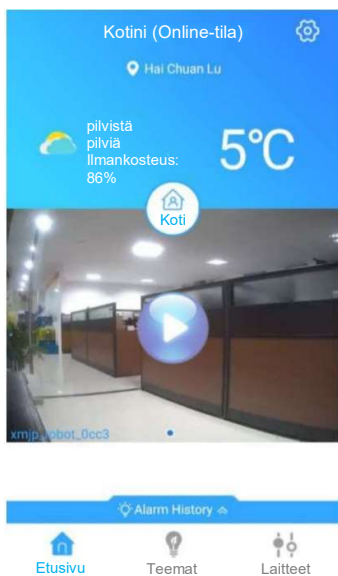 Kotini (Online-tila)
Hai Chuan Lu
pilvistä
pilviä
Ilmankosteus:
86%
5℃
Koti
xmjp_robot_0cc3
Alarm History
Etusivu
Teemat
Laitteet